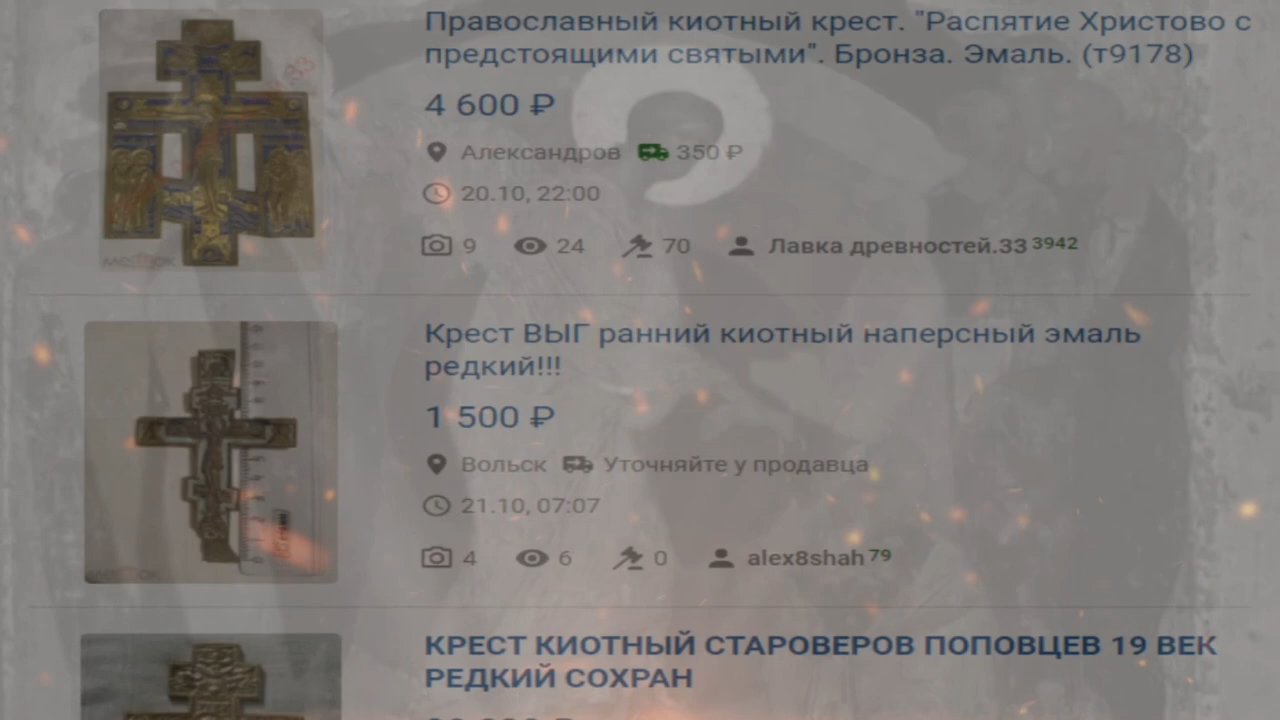 Православный киотный крест. "Распятие Христово с
предстоящими святыми". Бронза. Эмаль. (т9178)
4 600 ₽
Александров 350 ₽
20.10, 22:00
9 24 70 Лавка древностей.33 3942
Крест ВЫГ ранний киотный наперсный эмаль
редкий!!!
1 500 ₽
Вольск Уточняйте у продавца
21.10, 07:07
4 6 0 alex8shah 79
КРЕСТ КИОТНЫЙ СТАРОВЕРОВ ПОПОВЦЕВ 19 ВЕК
РЕДКИЙ СОХРАН